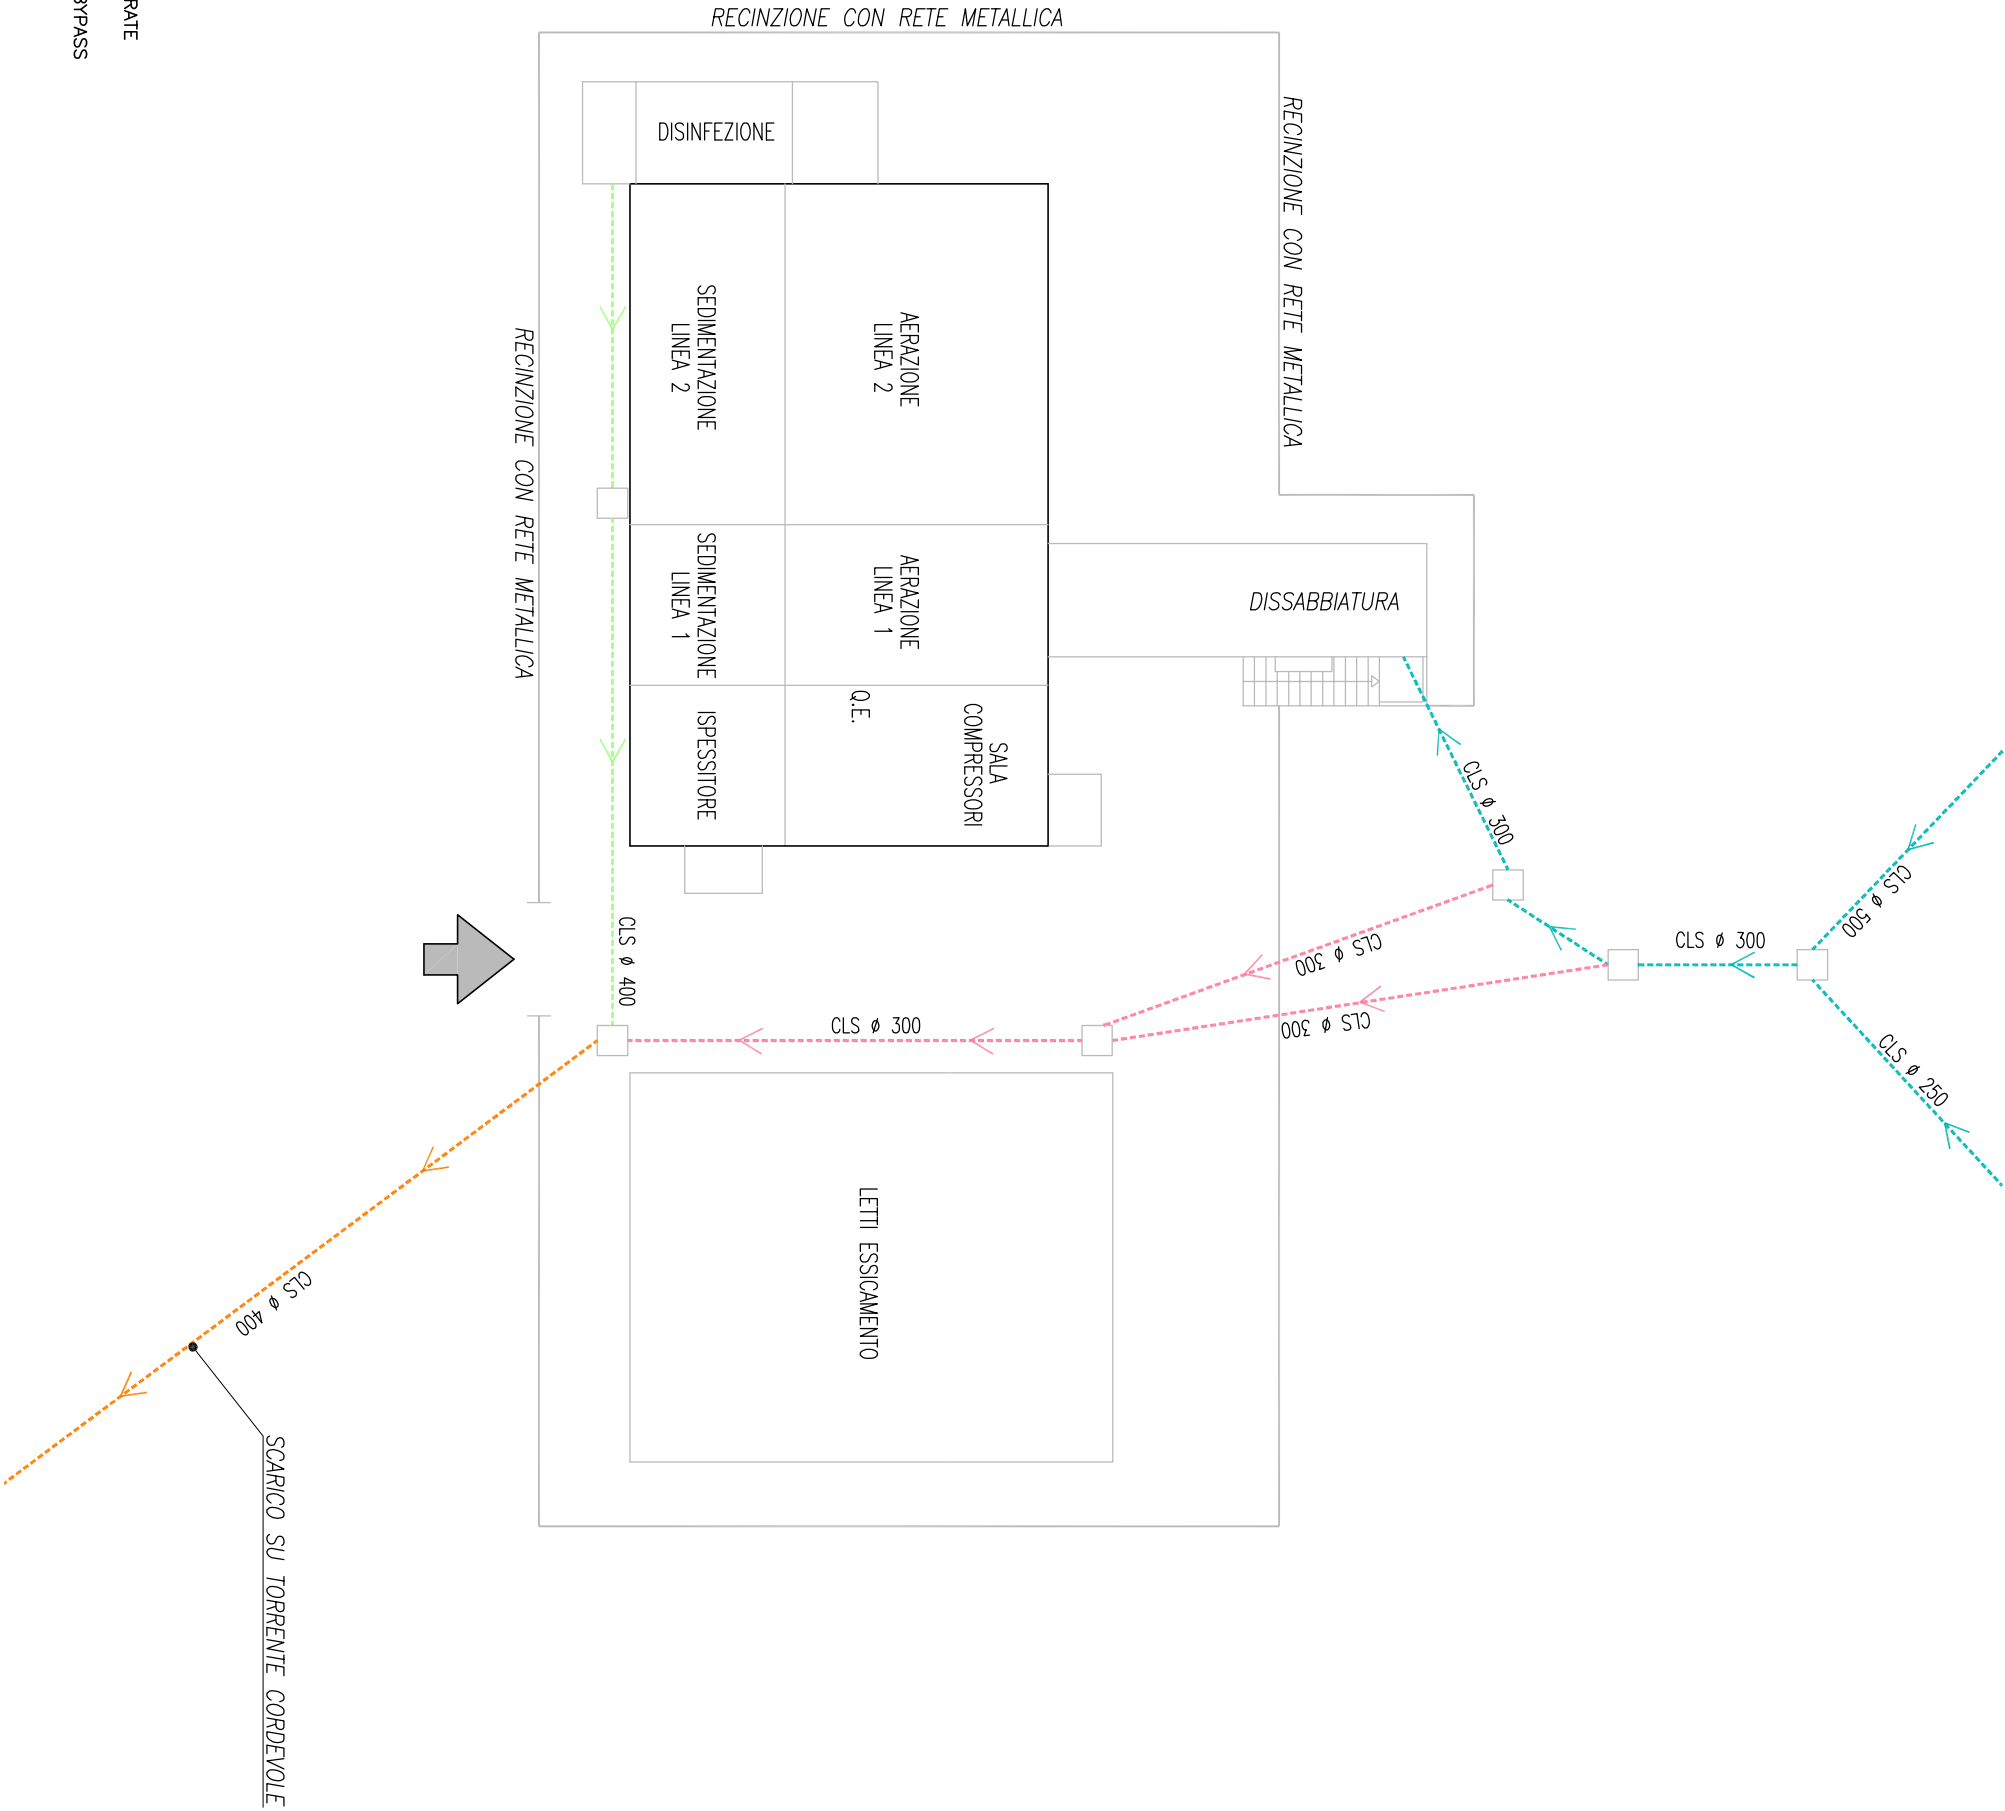 RATE
BYPASS
RECINZIONE CON RETE METALLICA
RECINZIONE CON RETE METALLICA
DISINFEZIONE
SEDIMENTAZIONE
LINEA 2
AERAZIONE
LINEA 2
RECINZIONE CON RETE METALLICA
SEDIMENTAZIONE
LINEA 1
AERAZIONE
LINEA 1
DISSABBIATURA
ISPESSITORE
Q.E.
SALA
COMPRESSORI
CLS ø 300
CLS ø 500
CLS ø 300
CLS ø 300
CLS ø 400
CLS ø 300
CLS ø 300
CLS ø 250
LETTI ESSICAMENTO
CLS ø 400
SCARICO SU TORRENTE CORDEVOLE